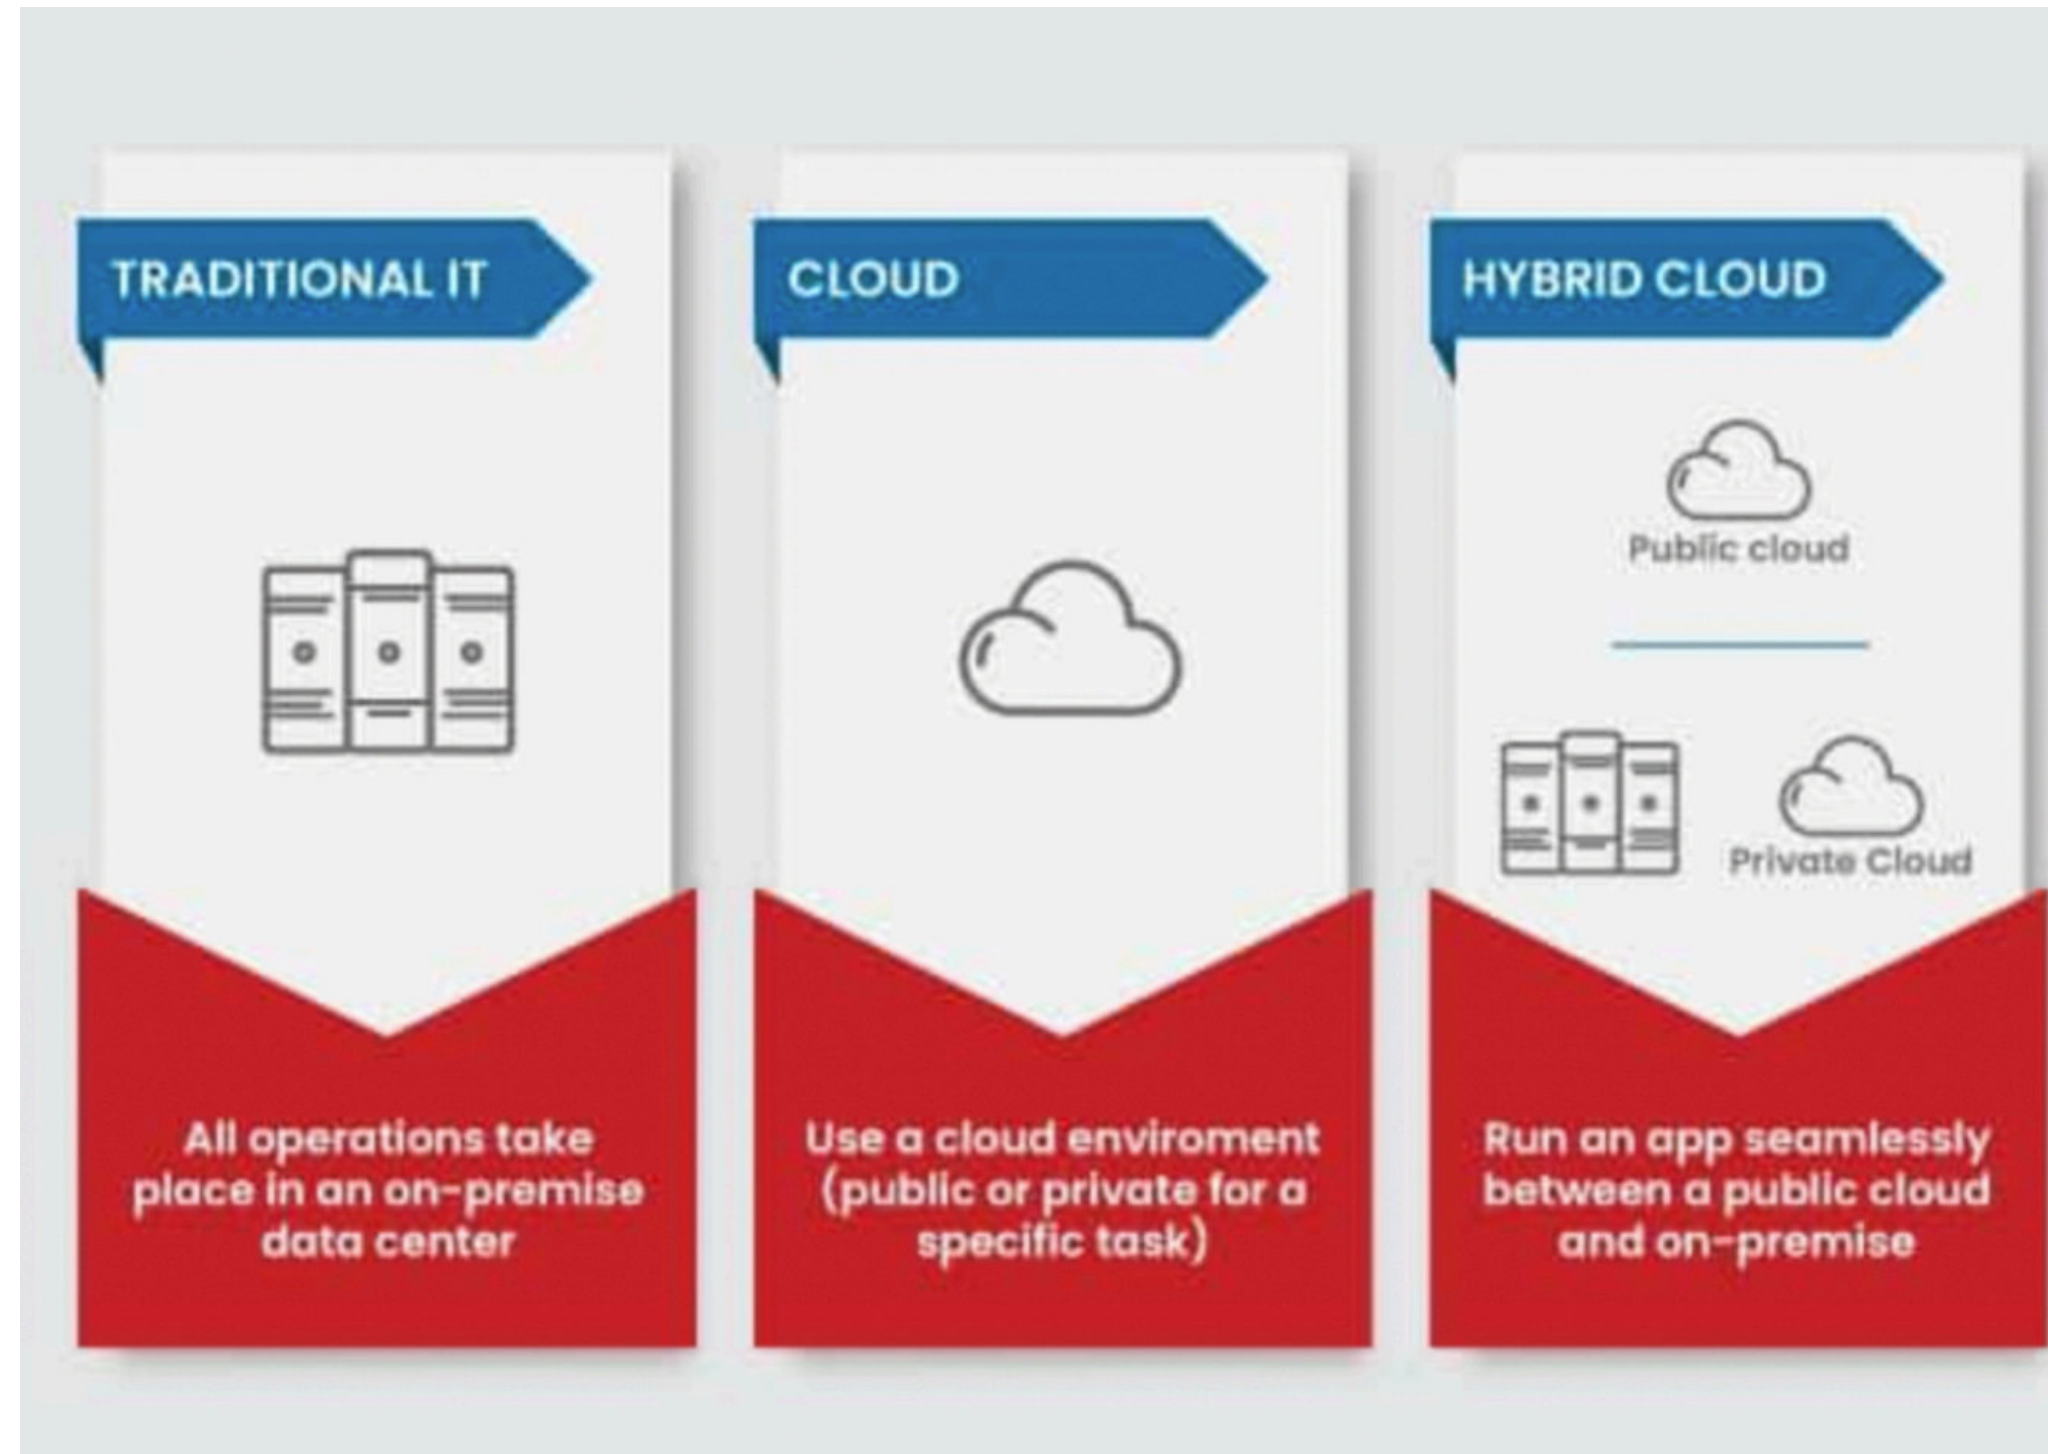 TRADITIONAL IT
All operations take
place in an on-premise
data center
CLOUD
Use a cloud enviroment
(public or private for a
specific task)
HYBRID CLOUD
Public cloud
Private Cloud
Run an app seamlessly
between a public cloud
and on-premise